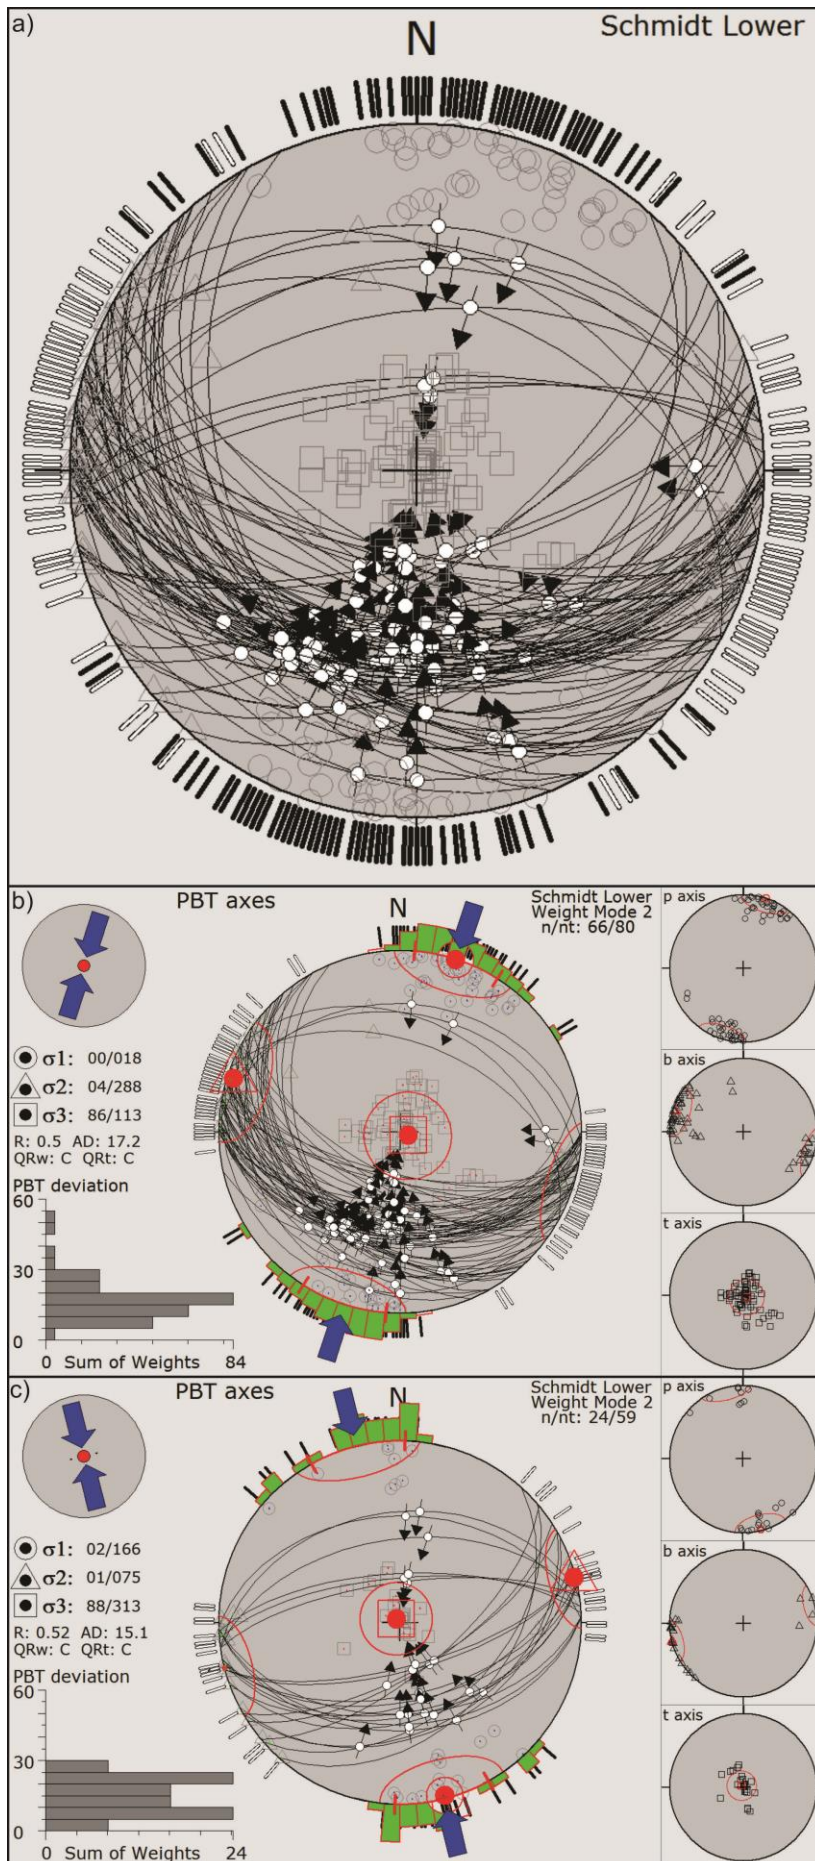 a)
N
Schmidt Lower
b)
PBT axes
N
Schmidt Lower
Weight Mode 2
n/nt: 66/80
p axis
b axis
t axis
σ1: 00/018
σ2: 04/288
σ3: 86/113
R: 0.5 AD: 17.2
QRw: C QRt: C
PBT deviation
60
30
0
0 Sum of Weights 84
c)
PBT axes
N
Schmidt Lower
Weight Mode 2
n/nt: 24/59
p axis
b axis
t axis
σ1: 02/166
σ2: 01/075
σ3: 88/313
R: 0.52 AD: 15.1
QRw: C QRt: C
PBT deviation
60
30
0
0 Sum of Weights 24